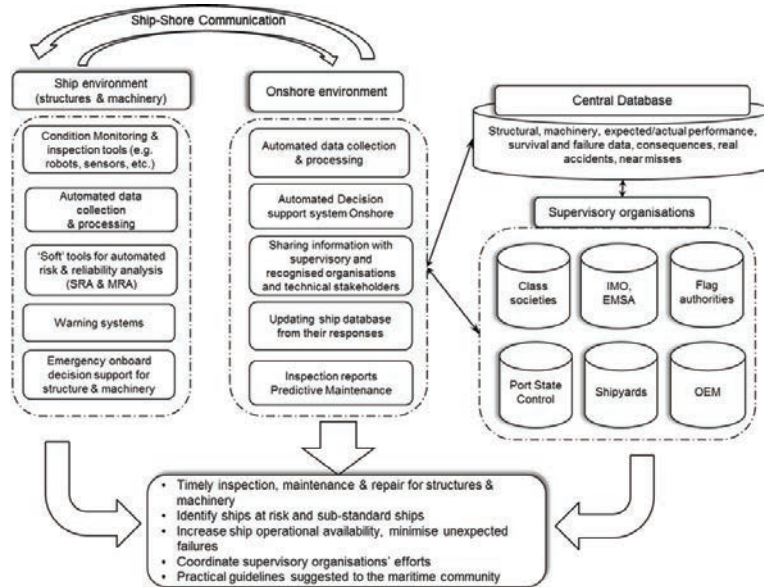 Ship-Shore Communication
Ship environment
(structures & machinery)
Condition Monitoring &
inspection tools (e.g.
robots, sensors, etc.)
Automated data
collection
& processing
'Soft' tools for automated
risk & reliability analysis
(SRA & MRA)
Warning systems
Emergency onboard
decision support for
structure & machinery
Onshore environment
Automated data collection
& processing
Automated Decision
support system Onshore
Sharing information with
supervisory and
recognised organisations
and technical stakeholders
Updating ship database
from their responses
Inspection reports
Predictive Maintenance
Central Database
Structural, machinery, expected/actual performance,
survival and failure data, consequences, real
accidents, near misses
Supervisory organisations
Class
societies
IMO,
EMSA
Flag
authorities
Port State
Control
Shipyards
OEM
• Timely inspection, maintenance & repair for structures &
machinery
• Identify ships at risk and sub-standard ships
• Increase ship operational availability, minimise unexpected
failures
• Coordinate supervisory organisations' efforts
• Practical guidelines suggested to the maritime community